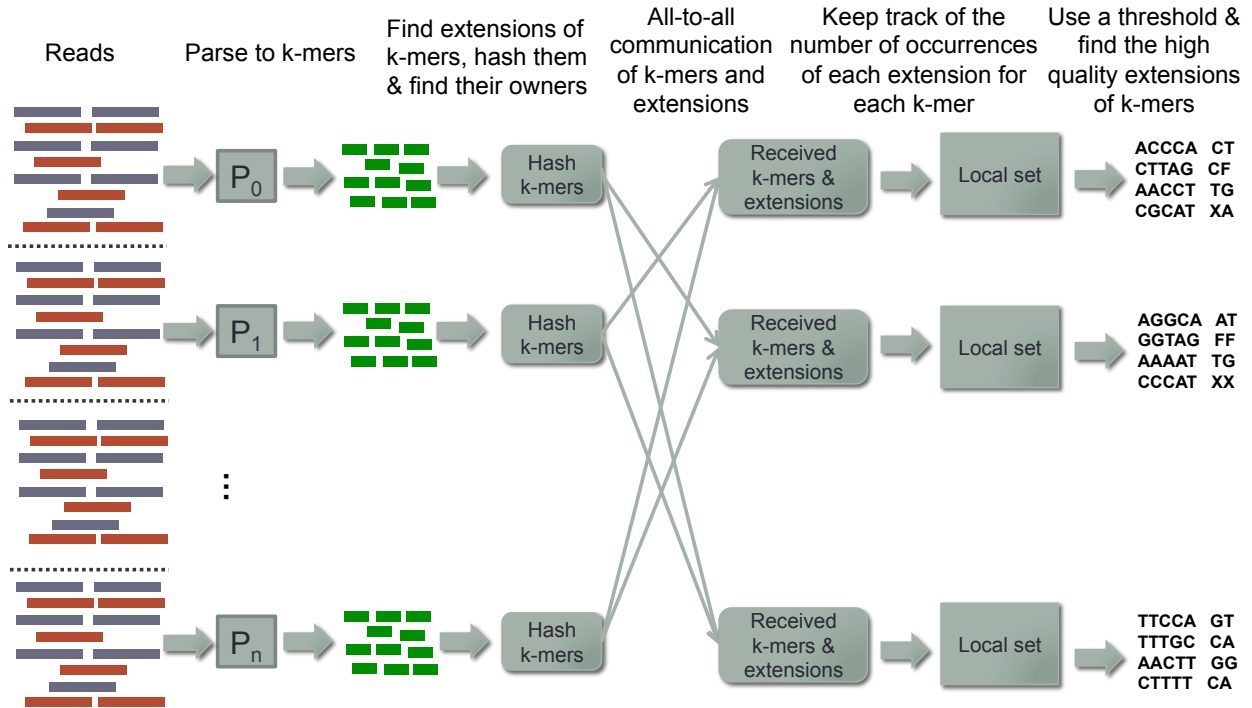 Reads
Parse to k-mers
Find extensions of
k-mers, hash them
& find their owners
All-to-all
communication
of k-mers and
extensions
Keep track of the
number of occurrences
of each extension for
each k-mer
Use a threshold &
find the high
quality extensions
of k-mers
P0
Hash
k-mers
Received
k-mers &
extensions
Local set
ACCCA CT
CTTAG CF
AACCT TG
CGCAT XA
P1
Hash
k-mers
Received
k-mers &
extensions
Local set
AGGCA AT
GGTAG FF
AAAAT TG
CCCAT XX
...
Pn
Hash
k-mers
Received
k-mers &
extensions
Local set
TTCCA GT
TTTGC CA
AACTT GG
CTTTT CA